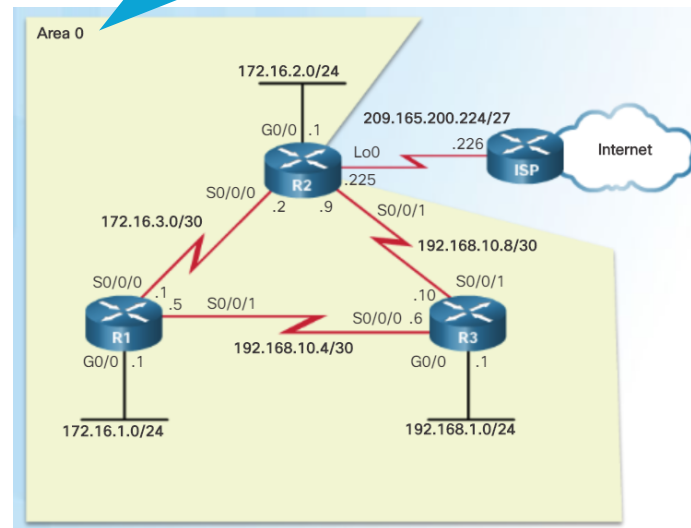 Area 0
172.16.2.0/24
209.165.200.224/27
G0/0 .1
Lo0
.226
Internet
ISP
R2
.225
S0/0/0
.2
.9
S0/0/1
172.16.3.0/30
192.168.10.8/30
S0/0/0
.1
.10
S0/0/1
.5
S0/0/1
S0/0/0 .6
R1
R3
192.168.10.4/30
G0/0 .1
G0/0 .1
172.16.1.0/24
192.168.1.0/24